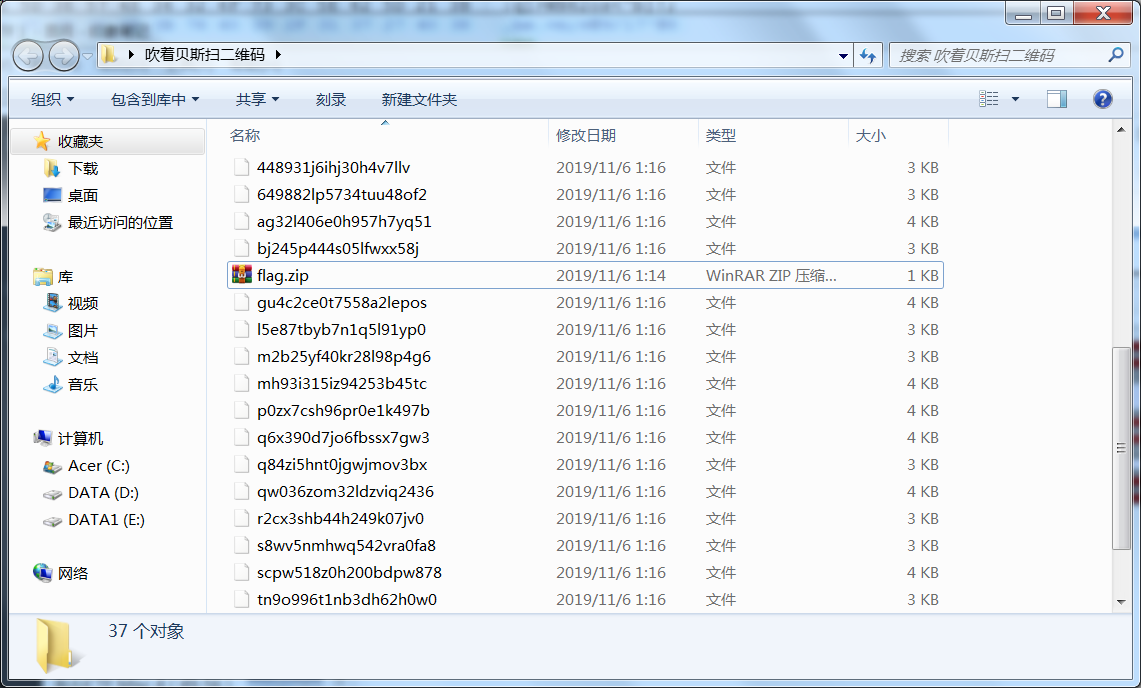 吹着贝斯扫二维码
搜索 吹着贝斯扫二维码
组织 包含到库中 共享 刻录 新建文件夹
收藏夹
下载
桌面
最近访问的位置
库
视频
图片
文档
音乐
计算机
Acer (C:)
DATA (D:)
DATA1 (E:)
网络
名称 修改日期 类型 大小
448931j6ihj30h4v7llv 2019/11/6 1:16 文件 3 KB
649882lp5734tuu48of2 2019/11/6 1:16 文件 3 KB
ag32l406e0h957h7yq51 2019/11/6 1:16 文件 4 KB
bj245p444s05lfwxx58j 2019/11/6 1:16 文件 3 KB
flag.zip 2019/11/6 1:14 WinRAR ZIP 压缩... 1 KB
gu4c2ce0t7558a2lepos 2019/11/6 1:16 文件 4 KB
l5e87tbyb7n1q5l91yp0 2019/11/6 1:16 文件 3 KB
m2b25yf40kr28l98p4g6 2019/11/6 1:16 文件 3 KB
mh93i315iz94253b45tc 2019/11/6 1:16 文件 4 KB
p0zx7csh96pr0e1k497b 2019/11/6 1:16 文件 4 KB
q6x390d7jo6fbssx7gw3 2019/11/6 1:16 文件 4 KB
q84zi5hnt0jgwjmov3bx 2019/11/6 1:16 文件 3 KB
qw036zom32ldzviq2436 2019/11/6 1:16 文件 4 KB
r2cx3shb44h249k07jv0 2019/11/6 1:16 文件 3 KB
s8wv5nmhwq542vra0fa8 2019/11/6 1:16 文件 3 KB
scpw518z0h200bdpw878 2019/11/6 1:16 文件 4 KB
tn9o996t1nb3dh62h0w0 2019/11/6 1:16 文件 3 KB
37 个对象